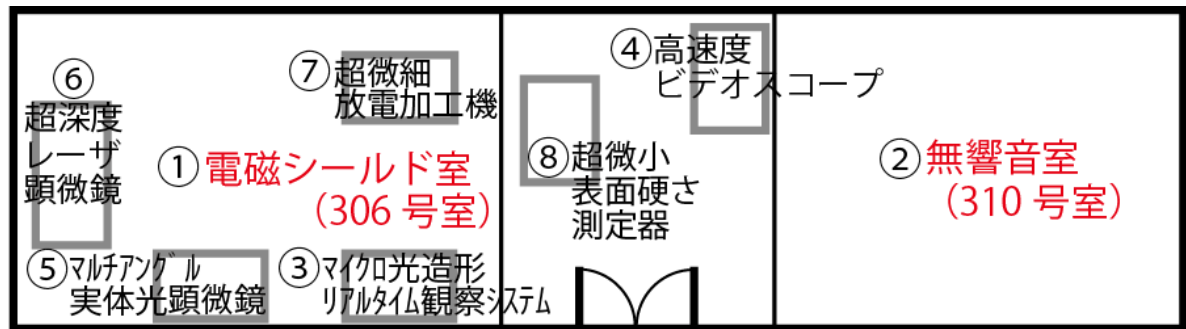 ①電磁シールド室
（306 号室）
②無響音室
（310 号室）
③マイクロ光造形
リアルタイム観察システム
④高速度
ビデオスコープ
⑤マルチアングル
実体光顕微鏡
⑥
超深度
レーザ
顕微鏡
⑦超微細
放電加工機
⑧超微小
表面硬さ
測定器